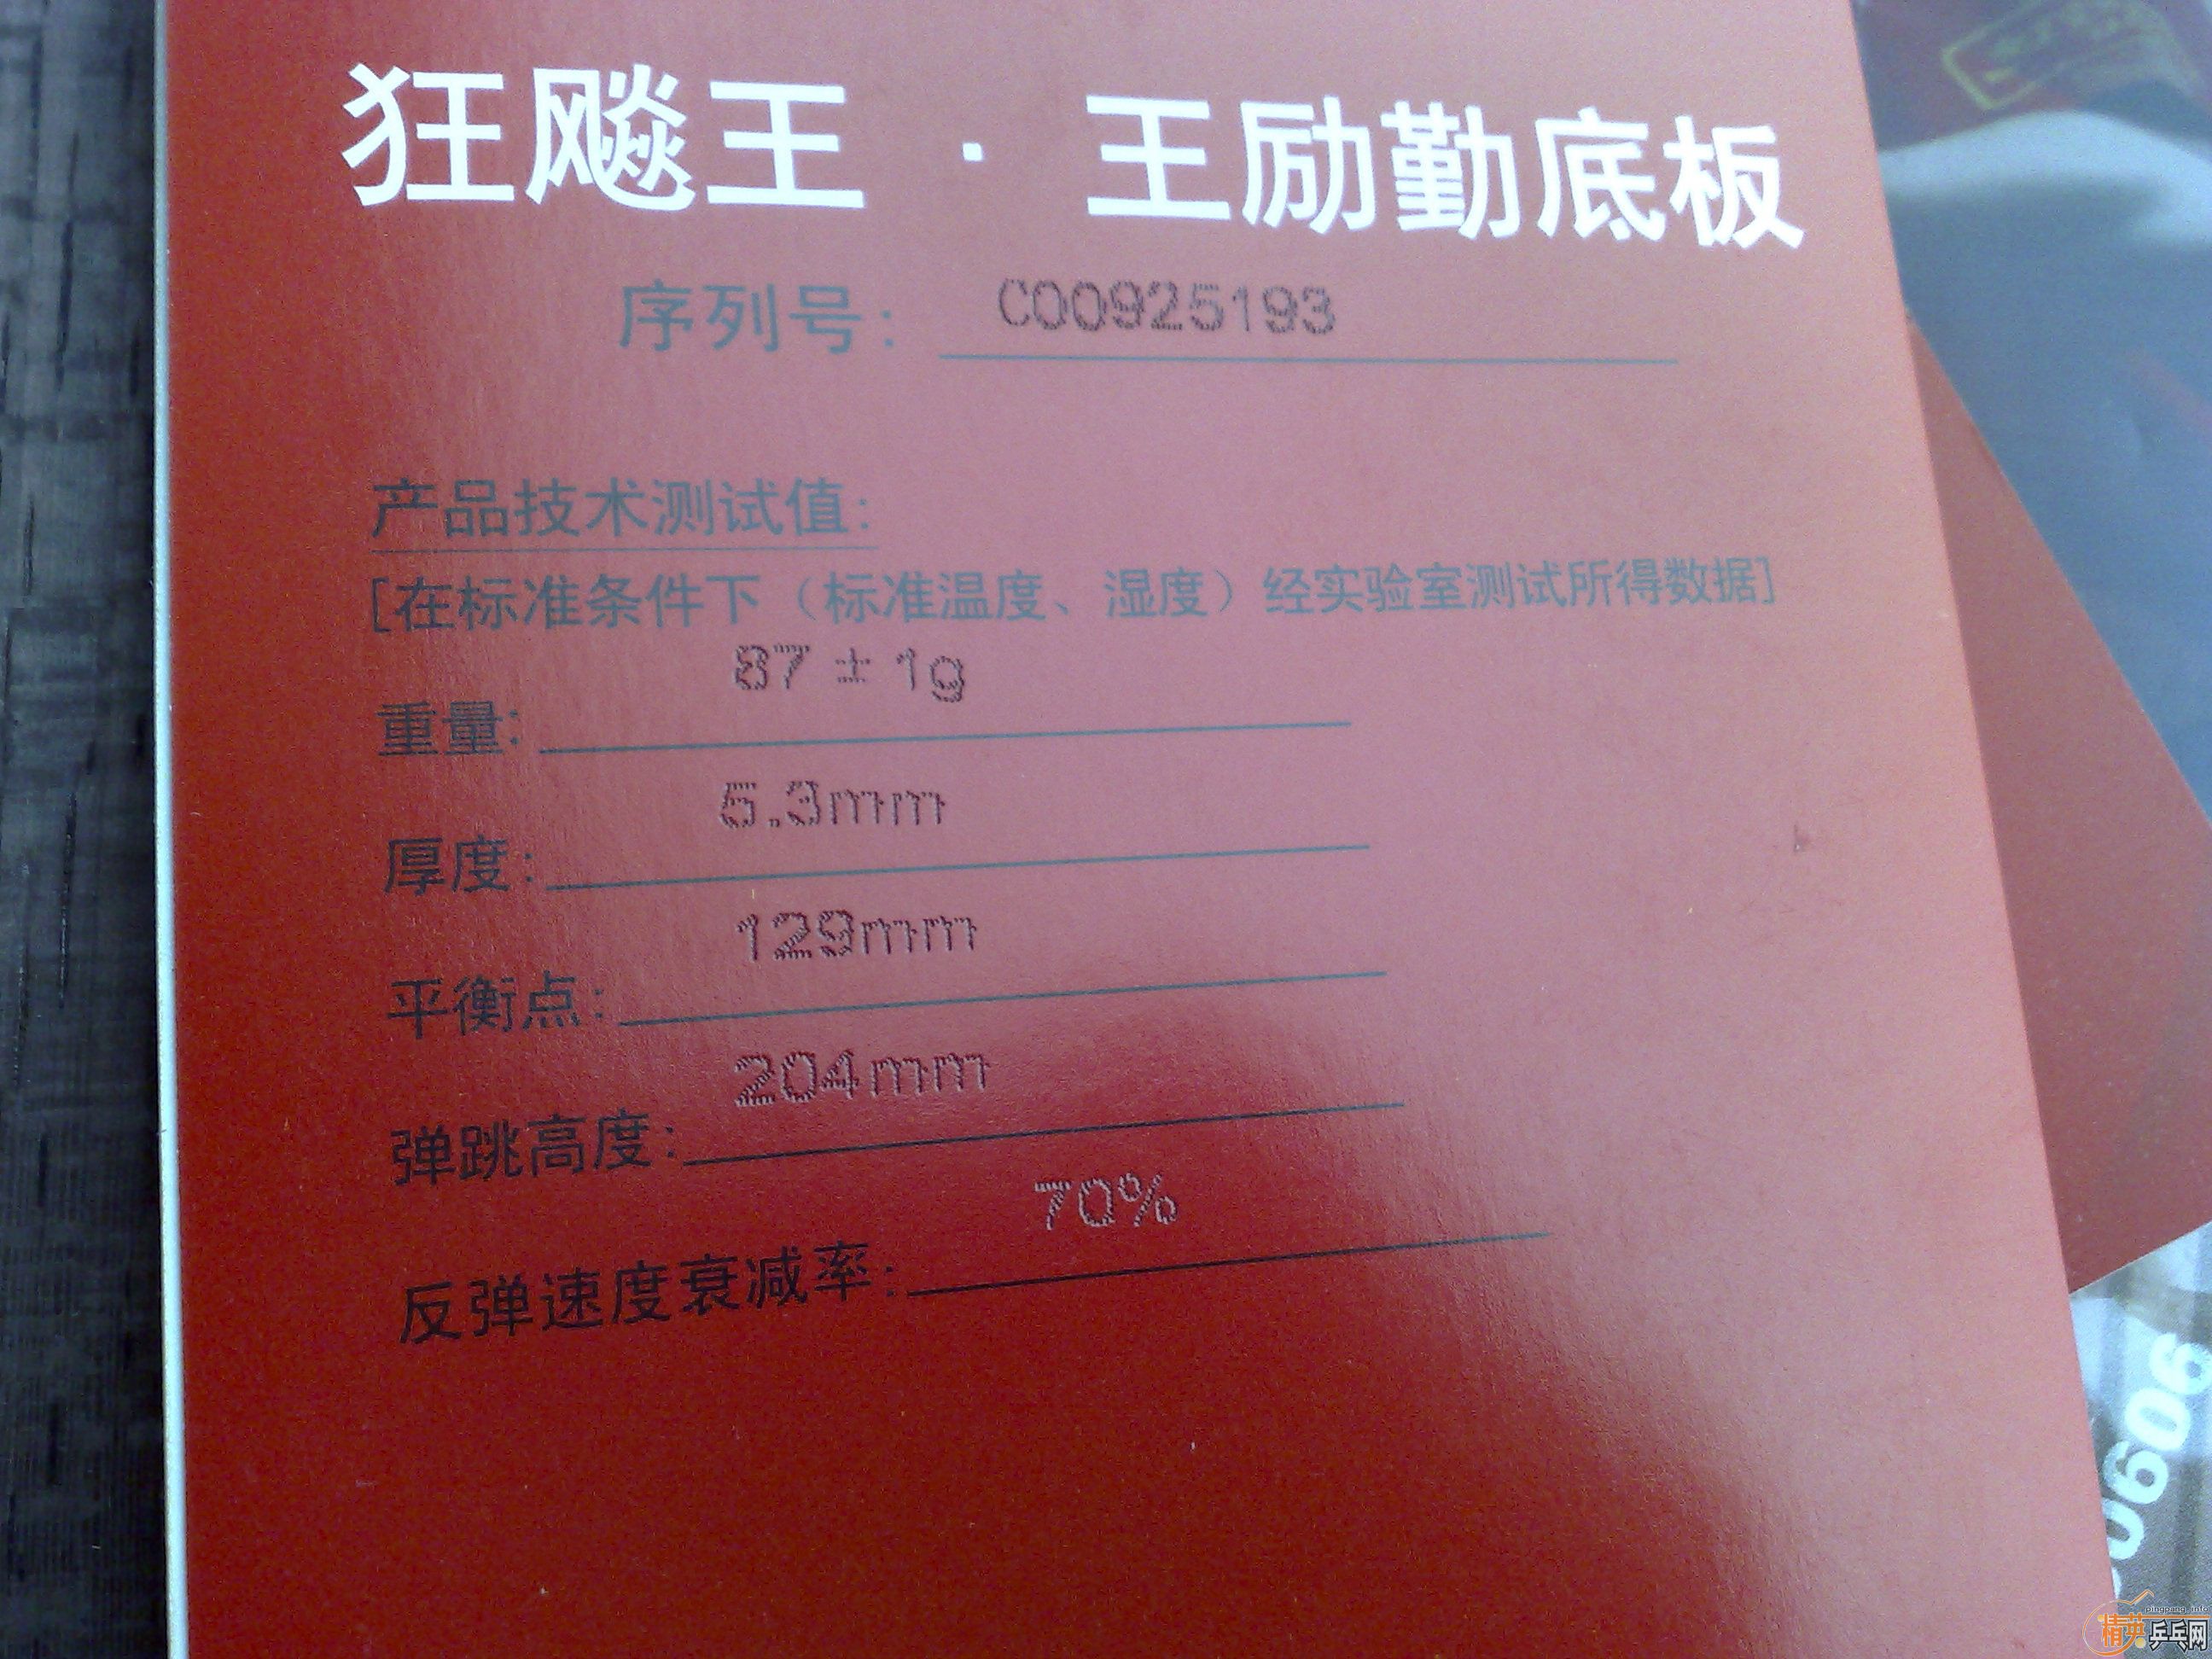 狂飚王 · 王励勤底板
序列号: C00925193
产品技术测试值:
[在标准条件下（标准温度、湿度）经实验室测试所得数据]
重量: 87 ± 1g
厚度: 5.3mm
平衡点: 129mm
弹跳高度: 204mm
反弹速度衰减率: 70%
0606
pingpang.info
精英乒乓网